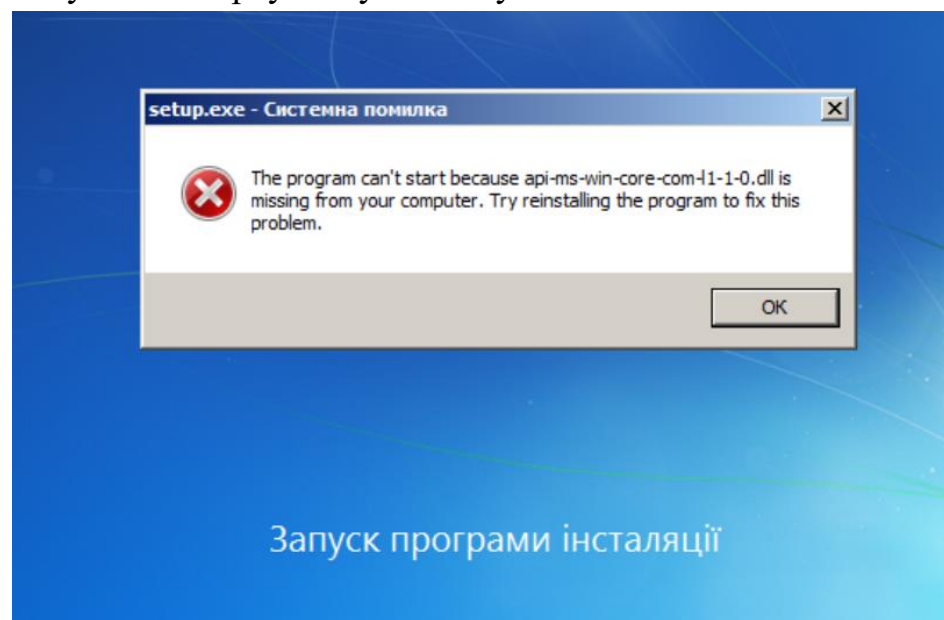 setup.exe - Системна помилка
The program can't start because api-ms-win-core-com-l1-1-0.dll is
missing from your computer. Try reinstalling the program to fix this
problem.
OK
Запуск програми інсталяції